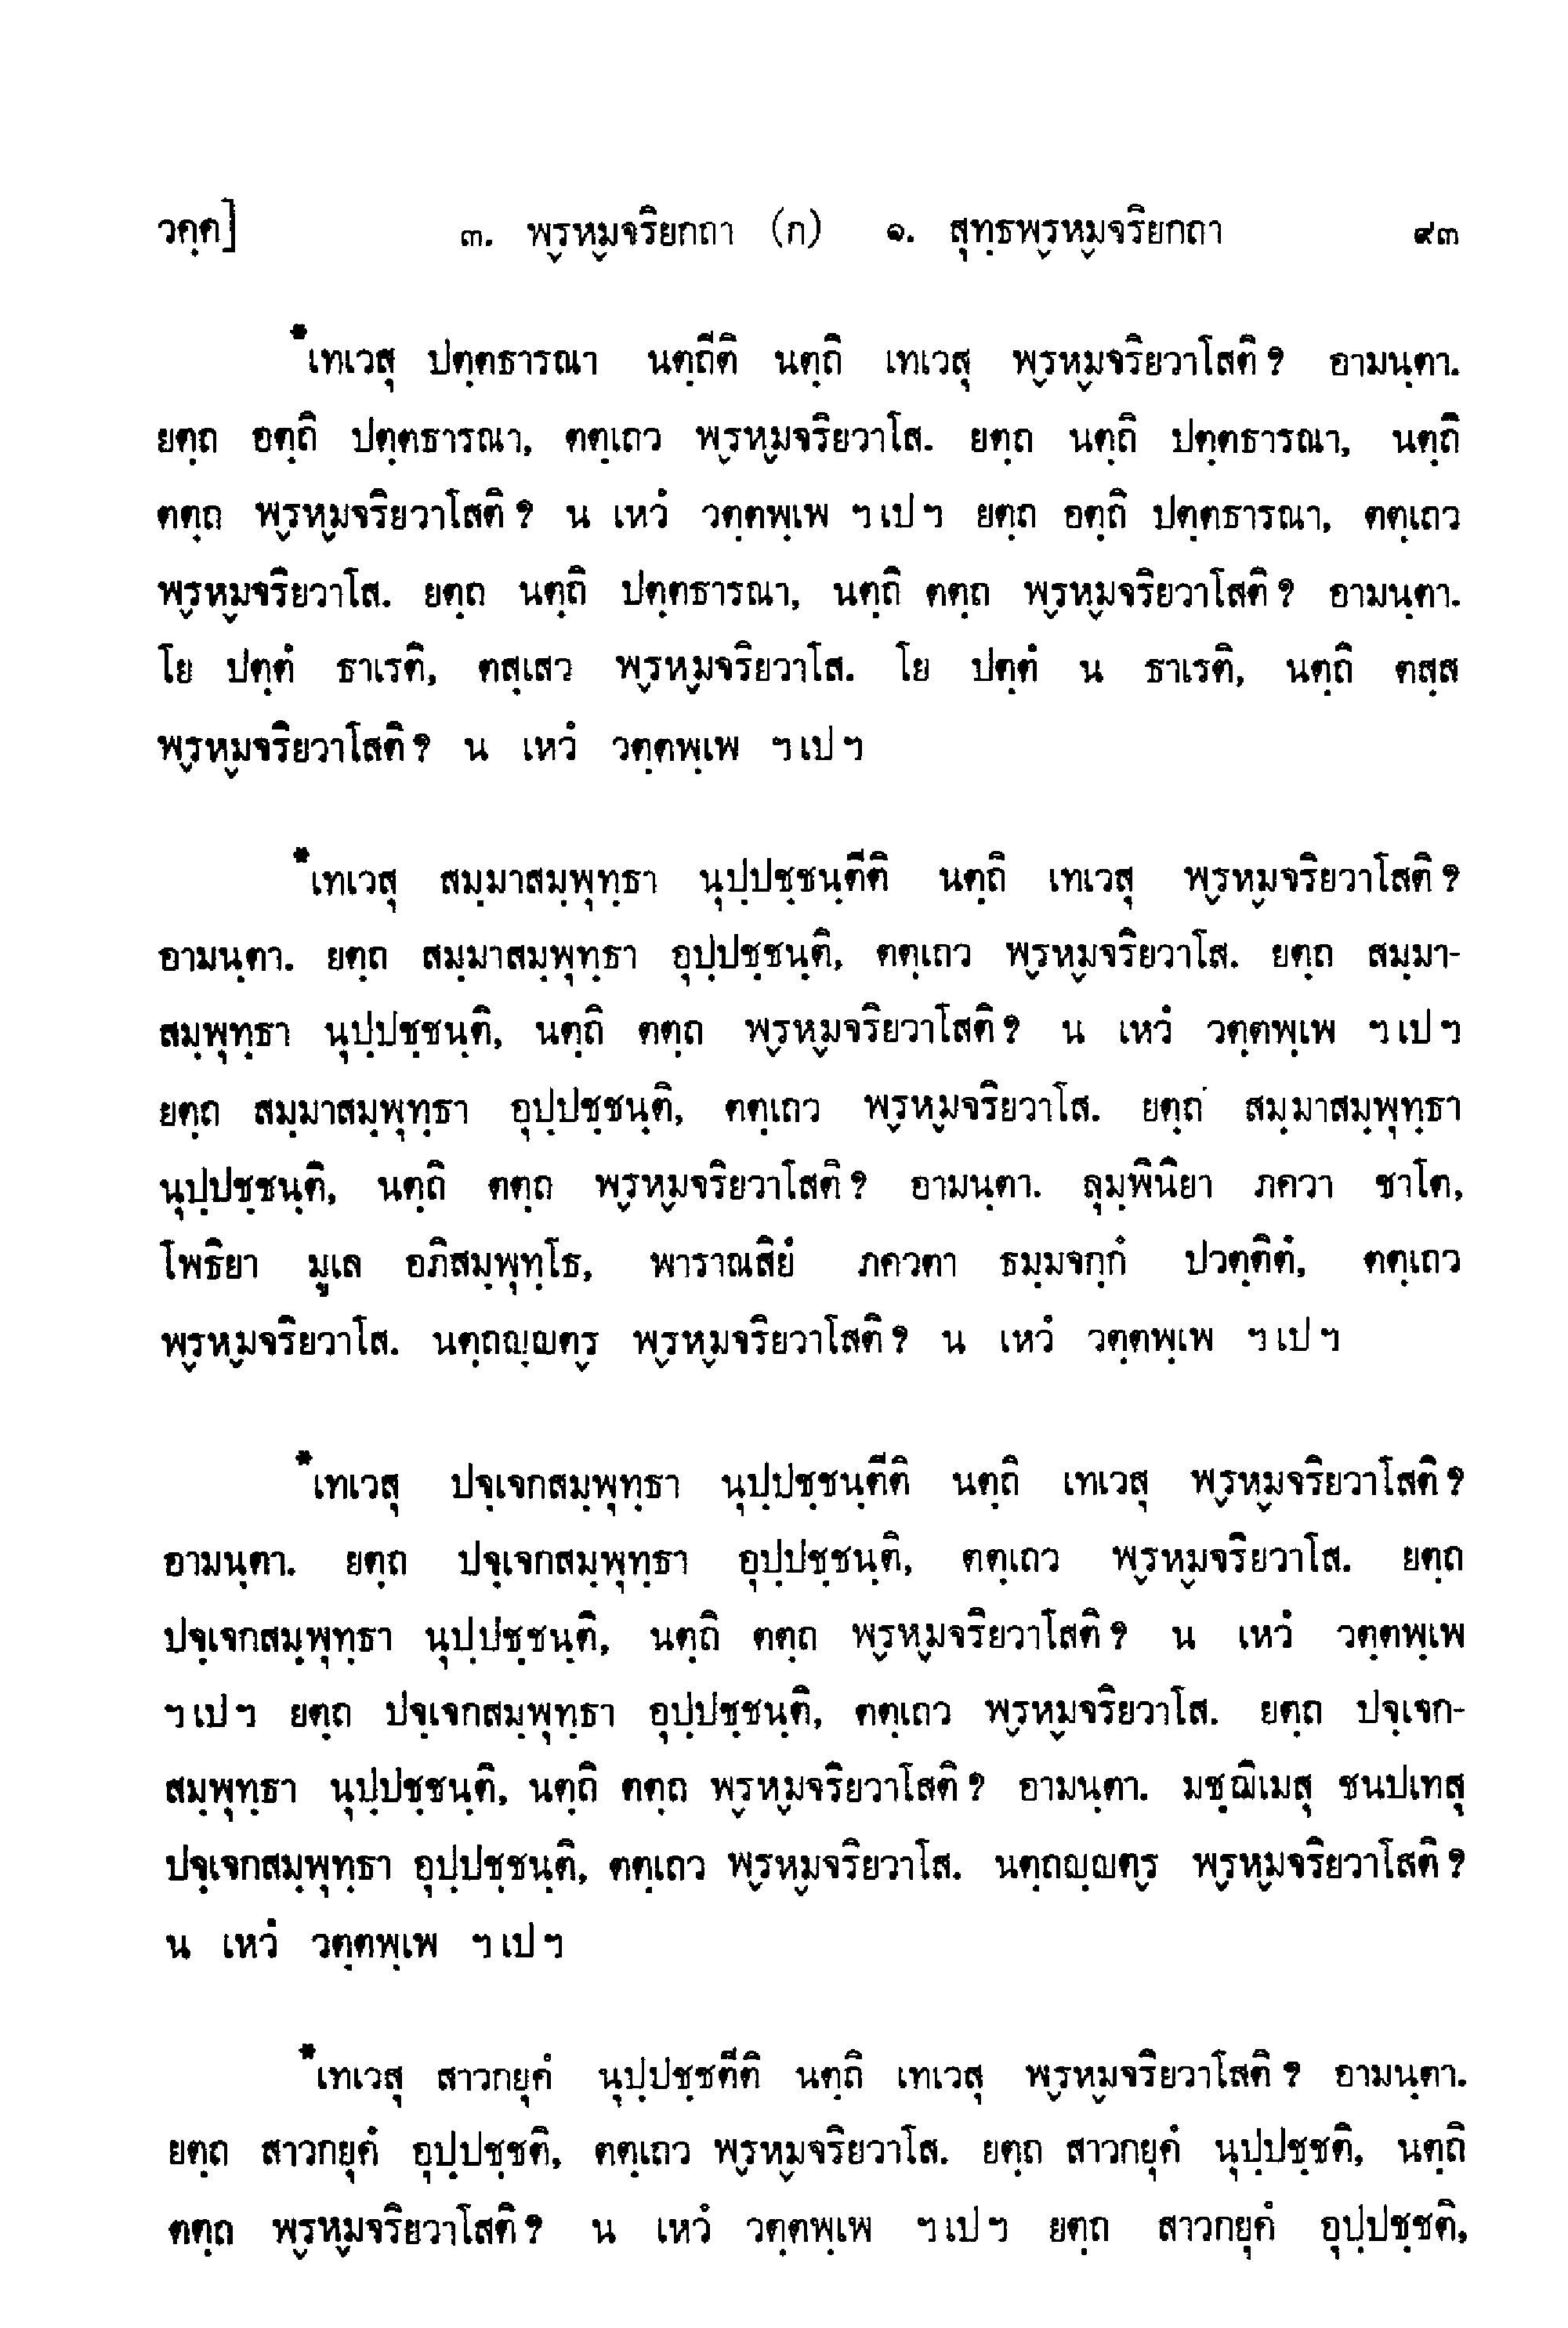 วคฺค] ๓. พฺรหฺมจริยกถา (ก) ๑. สุทฺธพฺรหฺมจริยกถา ๙๓
*เทเวสุ ปตฺตธารณา นตฺถีติ นตฺถิ เทเวสุ พฺรหฺมจริยวาโสติ ? อามนฺตา.
ยตฺถ อตฺถิ ปตฺตธารณา, ตตฺเถว พฺรหฺมจริยวาโส. ยตฺถ นตฺถิ ปตฺตธารณา, นตฺถิ
ตตฺถ พฺรหฺมจริยวาโสติ ? น เหวํ วตฺตพฺเพ ฯ เป ฯ ยตฺถ อตฺถิ ปตฺตธารณา, ตตฺเถว
พฺรหฺมจริยวาโส. ยตฺถ นตฺถิ ปตฺตธารณา, นตฺถิ ตตฺถ พฺรหฺมจริยวาโสติ ? อามนฺตา.
โย ปตฺตํ ธาเรติ, ตสฺเสว พฺรหฺมจริยวาโส. โย ปตฺตํ น ธาเรติ, นตฺถิ ตสฺส
พฺรหฺมจริยวาโสติ ? น เหวํ วตฺตพฺเพ ฯ เป ฯ
*เทเวสุ สมฺมาสมฺพุทฺธา นุปฺปชฺชนฺตีติ นตฺถิ เทเวสุ พฺรหฺมจริยวาโสติ ?
อามนฺตา. ยตฺถ สมฺมาสมฺพุทฺธา อุปฺปชฺชนฺติ, ตตฺเถว พฺรหฺมจริยวาโส. ยตฺถ สมฺมา-
สมฺพุทฺธา นุปฺปชฺชนฺติ, นตฺถิ ตตฺถ พฺรหฺมจริยวาโสติ ? น เหวํ วตฺตพฺเพ ฯ เป ฯ
ยตฺถ สมฺมาสมฺพุทฺธา อุปฺปชฺชนฺติ, ตตฺเถว พฺรหฺมจริยวาโส. ยตฺถ สมฺมาสมฺพุทฺธา
นุปฺปชฺชนฺติ, นตฺถิ ตตฺถ พฺรหฺมจริยวาโสติ ? อามนฺตา. ลุมฺพินิยา ภควา ชาโต,
โพธิยา มูเล อภิสมฺพุทฺโธ, พาราณสิยํ ภควตา ธมฺมจกฺกํ ปวตฺติตํ, ตตฺเถว
พฺรหฺมจริยวาโส. นตฺถญฺญตฺร พฺรหฺมจริยวาโสติ ? น เหวํ วตฺตพฺเพ ฯ เป ฯ
*เทเวสุ ปจฺเจกสมฺพุทฺธา นุปฺปชฺชนฺตีติ นตฺถิ เทเวสุ พฺรหฺมจริยวาโสติ ?
อามนฺตา. ยตฺถ ปจฺเจกสมฺพุทฺธา อุปฺปชฺชนฺติ, ตตฺเถว พฺรหฺมจริยวาโส. ยตฺถ
ปจฺเจกสมฺพุทฺธา นุปฺปชฺชนฺติ, นตฺถิ ตตฺถ พฺรหฺมจริยวาโสติ ? น เหวํ วตฺตพฺเพ
ฯ เป ฯ ยตฺถ ปจฺเจกสมฺพุทฺธา อุปฺปชฺชนฺติ, ตตฺเถว พฺรหฺมจริยวาโส. ยตฺถ ปจฺเจก-
สมฺพุทฺธา นุปฺปชฺชนฺติ, นตฺถิ ตตฺถ พฺรหฺมจริยวาโสติ ? อามนฺตา. มชฺฌิเมสุ ชนปเทสุ
ปจฺเจกสมฺพุทฺธา อุปฺปชฺชนฺติ, ตตฺเถว พฺรหฺมจริยวาโส. นตฺถญฺญตฺร พฺรหฺมจริยวาโสติ ?
น เหวํ วตฺตพฺเพ ฯ เป ฯ
*เทเวสุ สาวกยุคํ นุปฺปชฺชตีติ นตฺถิ เทเวสุ พฺรหฺมจริยวาโสติ ? อามนฺตา.
ยตฺถ สาวกยุคํ อุปฺปชฺชติ, ตตฺเถว พฺรหฺมจริยวาโส. ยตฺถ สาวกยุคํ นุปฺปชฺชติ, นตฺถิ
ตตฺถ พฺรหฺมจริยวาโสติ ? น เหวํ วตฺตพฺเพ ฯ เป ฯ ยตฺถ สาวกยุคํ อุปฺปชฺชติ,